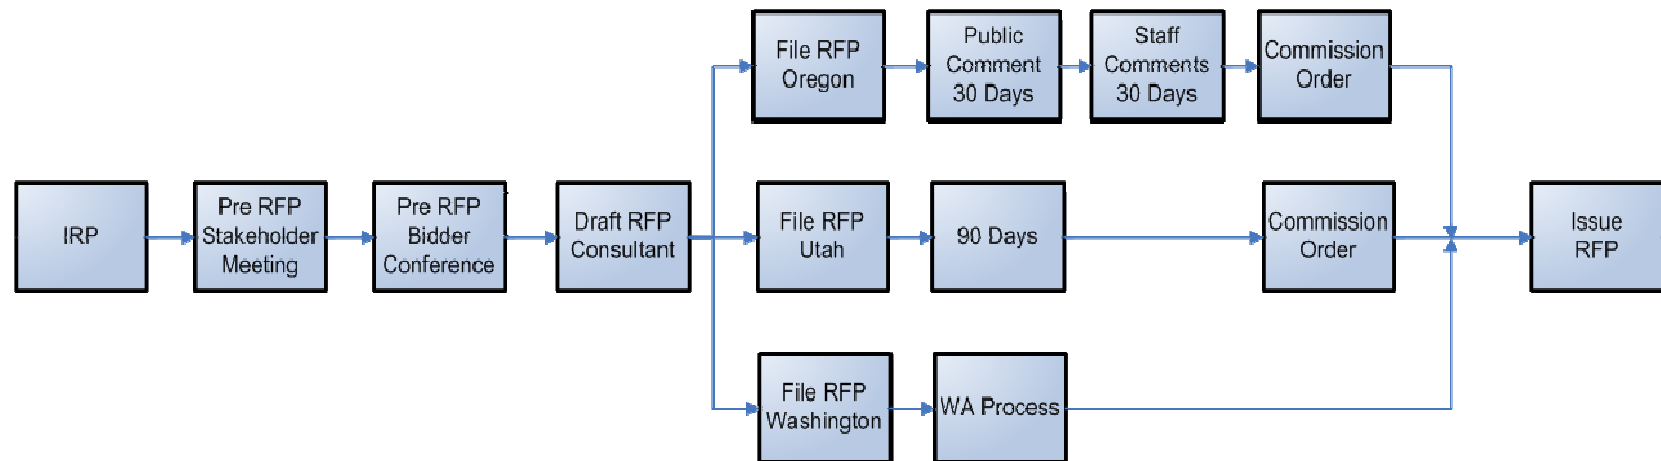 File RFP
Oregon
Public
Comment
30 Days
Staff
Comments
30 Days
Commission
Order
IRP
Pre RFP
Stakeholder
Meeting
Pre RFP
Bidder
Conference
Draft RFP
Consultant
File RFP
Utah
90 Days
Commission
Order
Issue
RFP
File RFP
Washington
WA Process